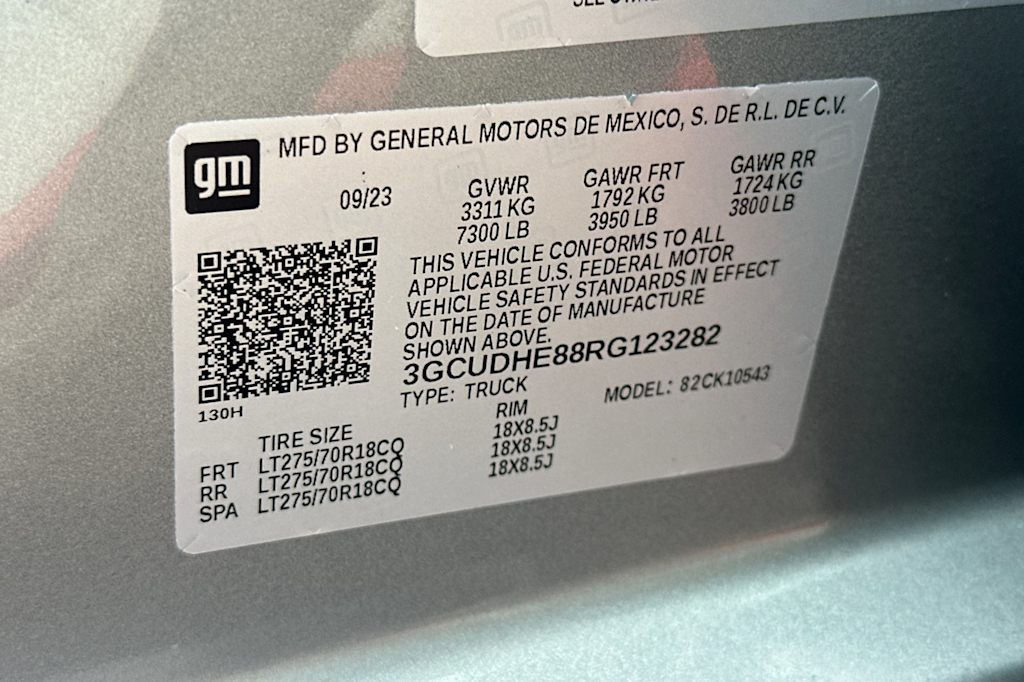 gm
MFD BY GENERAL MOTORS DE MEXICO, S. DE R.L. DE C.V.
09/23
GVWR
3311 KG
7300 LB
GAWR FRT
1792 KG
3950 LB
GAWR RR
1724 KG
3800 LB
THIS VEHICLE CONFORMS TO ALL
APPLICABLE U.S. FEDERAL MOTOR
VEHICLE SAFETY STANDARDS IN EFFECT
ON THE DATE OF MANUFACTURE
SHOWN ABOVE.
3GCUDHE88RG123282
TYPE: TRUCK MODEL: 82CK10543
130H
TIRE SIZE RIM
FRT LT275/70R18CQ 18X8.5J
RR LT275/70R18CQ 18X8.5J
SPA LT275/70R18CQ 18X8.5J